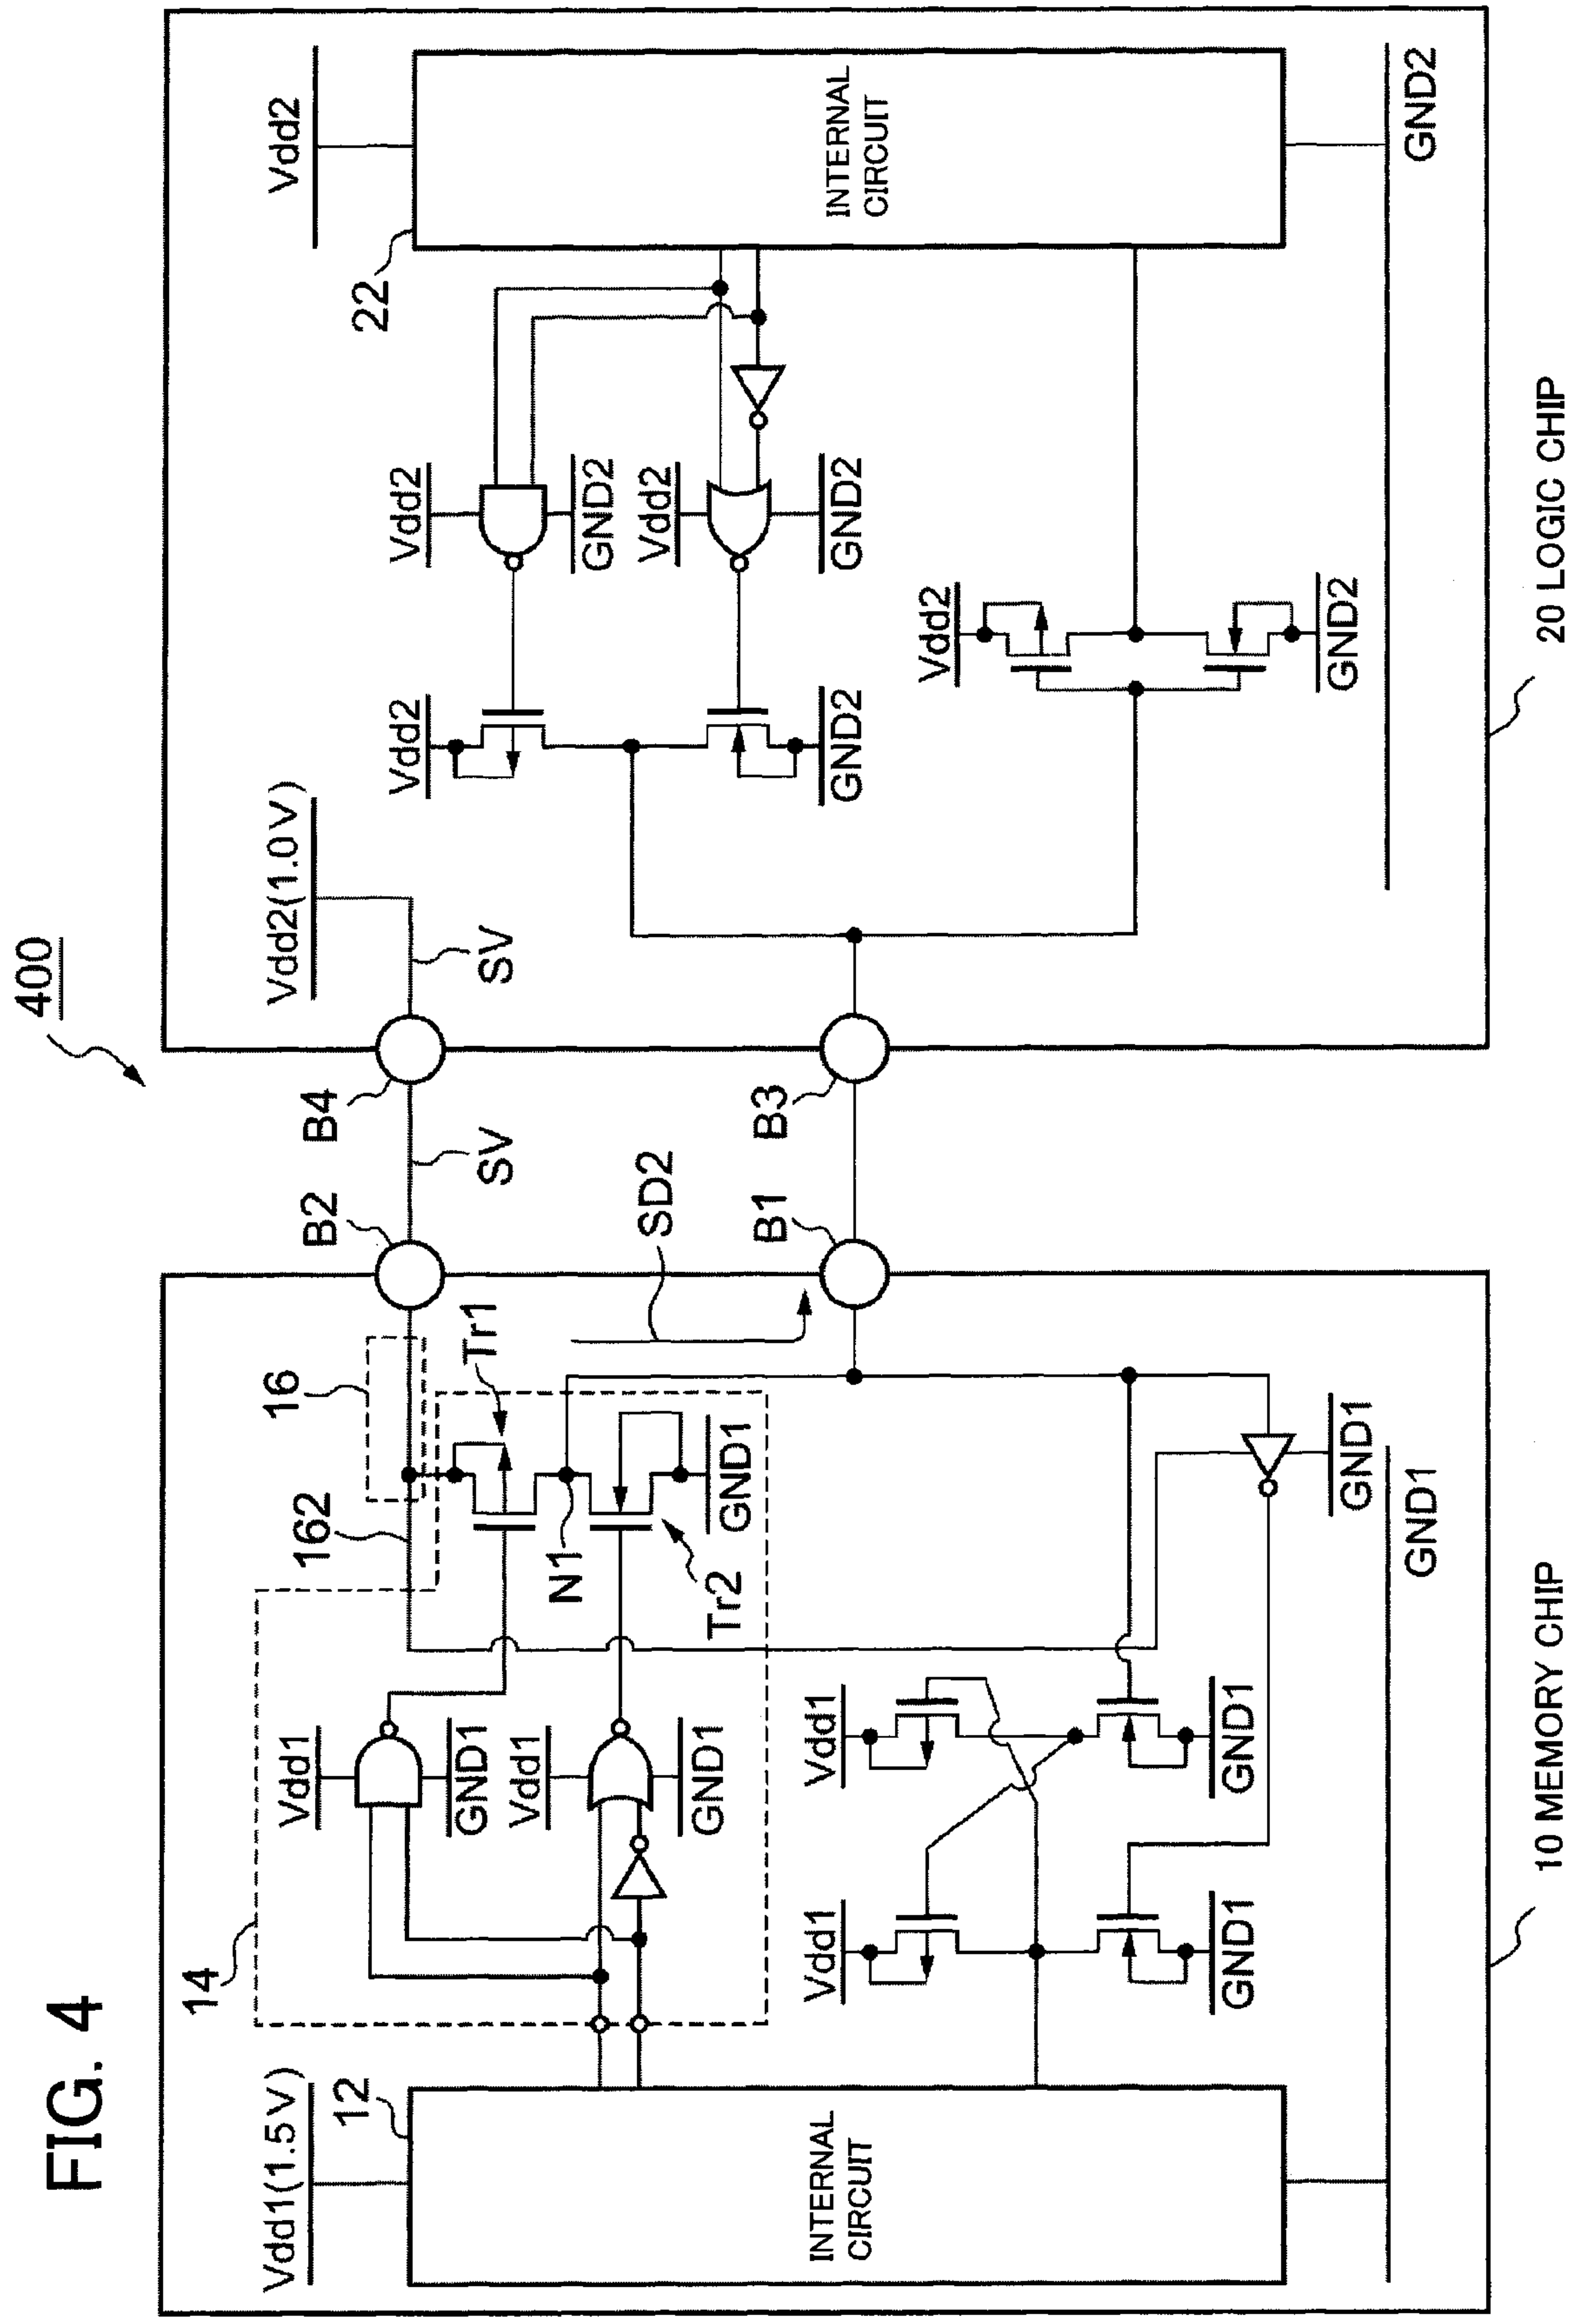 FIG. 4
400
Vdd1(1.5V)
12
INTERNAL
CIRCUIT
14
Vdd1
GND1
Vdd1
GND1
162
16
Tr1
N1
Tr2
GND1
B2
SV
B4
SV
Vdd2(1.0V)
SD2
B1
B3
Vdd1
GND1
Vdd1
GND1
GND1
GND1
10 MEMORY CHIP
Vdd2
GND2
Vdd2
GND2
Vdd2
GND2
Vdd2
GND2
22
Vdd2
INTERNAL
CIRCUIT
GND2
20 LOGIC CHIP